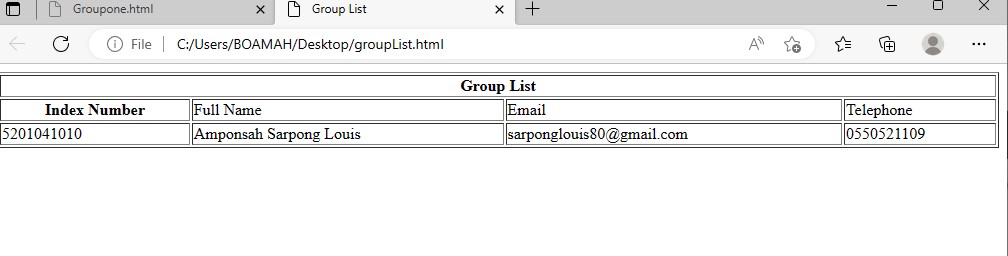 Groupone.html Group List
File C:/Users/BOAMAH/Desktop/groupList.html
Group List
Index Number Full Name Email Telephone
5201041010 Amponsah Sarpong Louis sarponglouis80@gmail.com 0550521109